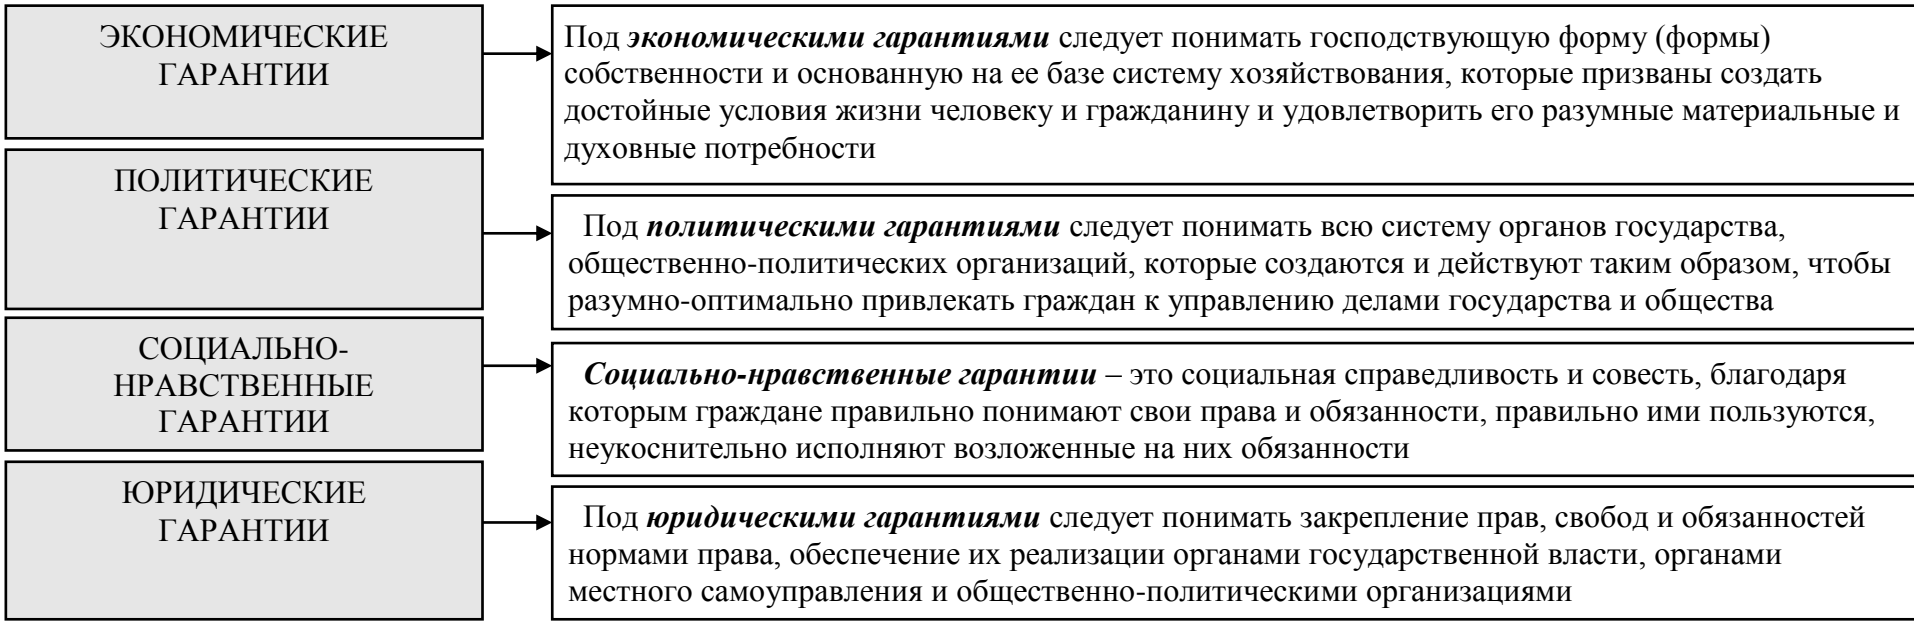 ЭКОНОМИЧЕСКИЕ
ГАРАНТИИ
Под экономическими гарантиями следует понимать господствующую форму (формы)
собственности и основанную на ее базе систему хозяйствования, которые призваны создать
достойные условия жизни человеку и гражданину и удовлетворить его разумные материальные и
духовные потребности
ПОЛИТИЧЕСКИЕ
ГАРАНТИИ
Под политическими гарантиями следует понимать всю систему органов государства,
общественно-политических организаций, которые создаются и действуют таким образом, чтобы
разумно-оптимально привлекать граждан к управлению делами государства и общества
СОЦИАЛЬНО-
НРАВСТВЕННЫЕ
ГАРАНТИИ
Социально-нравственные гарантии – это социальная справедливость и совесть, благодаря
которым граждане правильно понимают свои права и обязанности, правильно ими пользуются,
неукоснительно исполняют возложенные на них обязанности
ЮРИДИЧЕСКИЕ
ГАРАНТИИ
Под юридическими гарантиями следует понимать закрепление прав, свобод и обязанностей
нормами права, обеспечение их реализации органами государственной власти, органами
местного самоуправления и общественно-политическими организациями